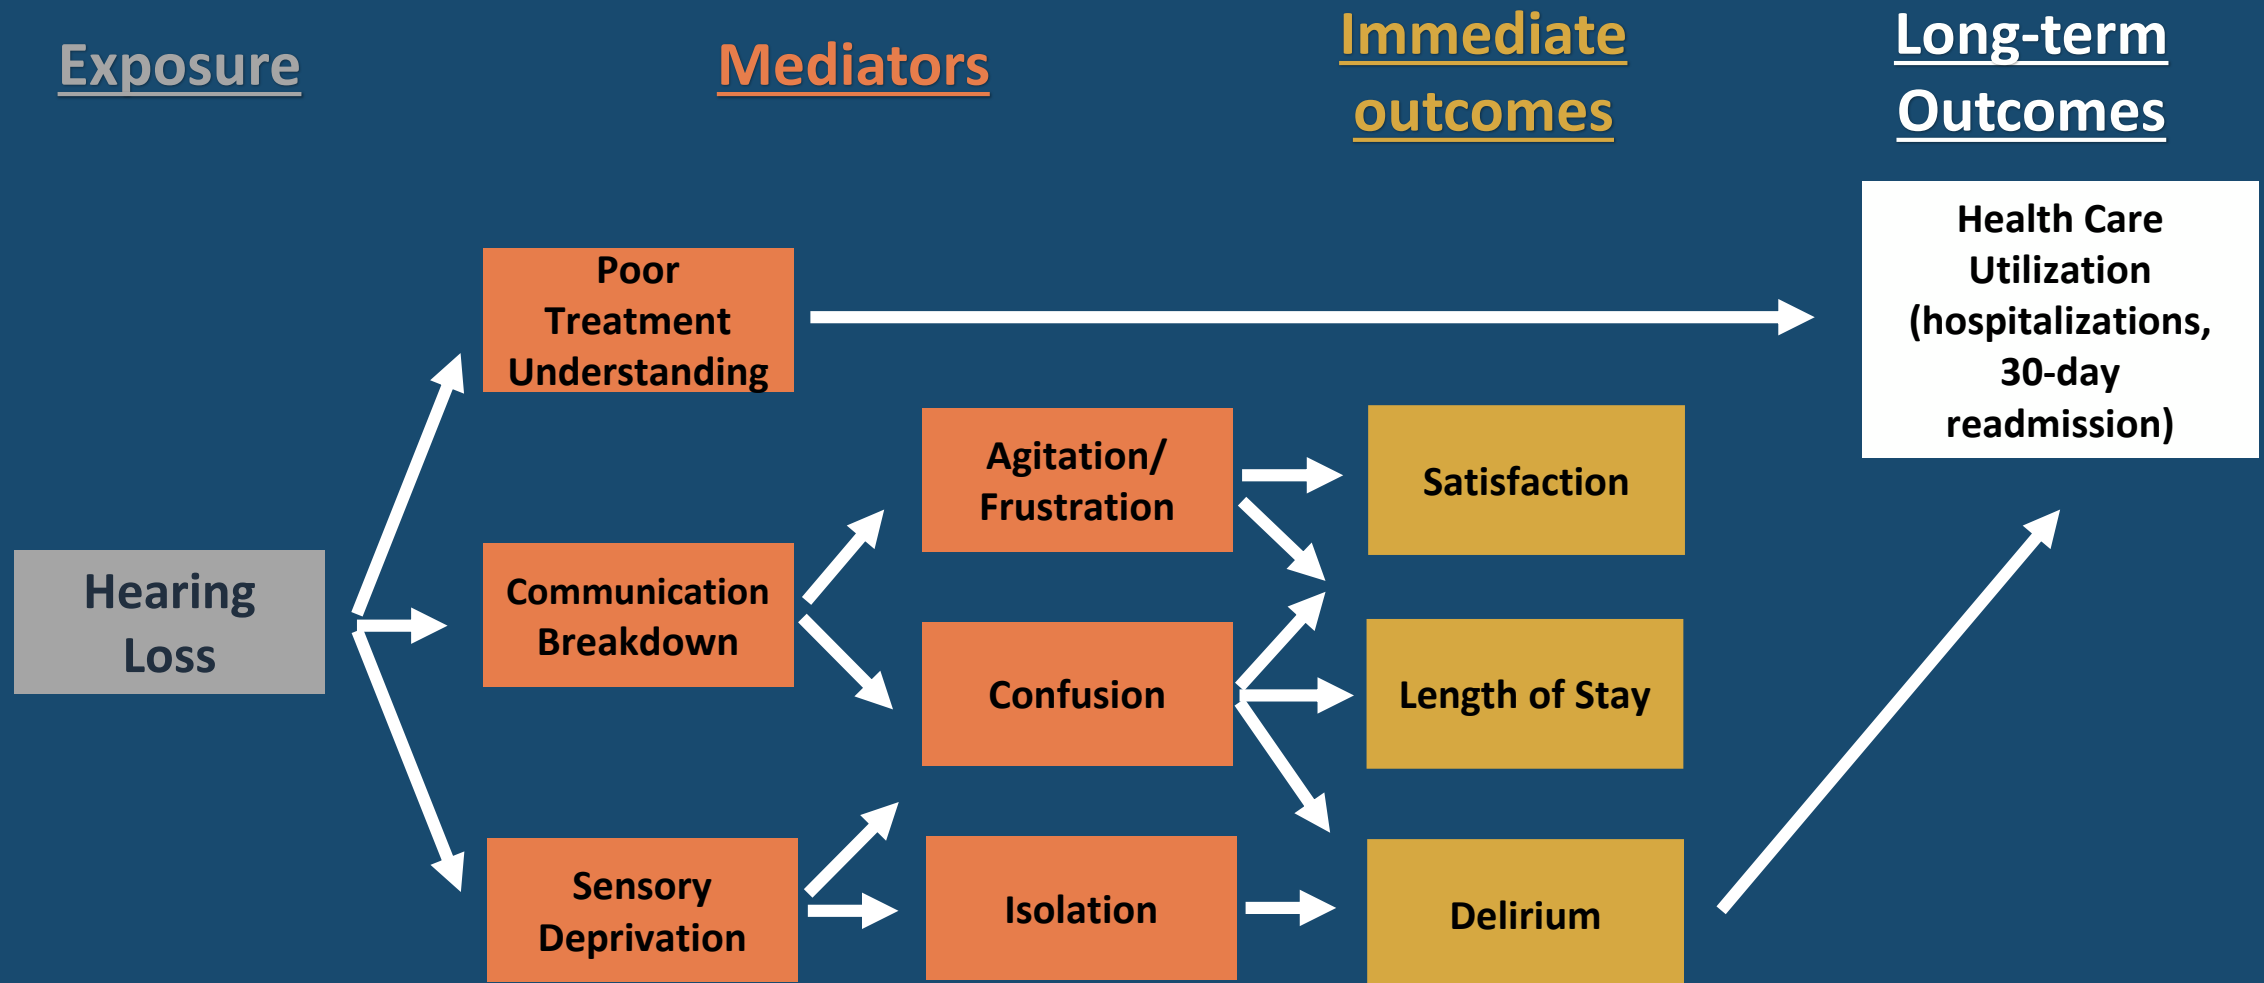 Exposure
Mediators
Immediate
outcomes
Long-term
Outcomes
Health Care
Utilization
(hospitalizations,
30-day
readmission)
Poor
Treatment
Understanding
Agitation/
Frustration
Satisfaction
Hearing
Loss
Communication
Breakdown
Confusion
Length of Stay
Sensory
Deprivation
Isolation
Delirium